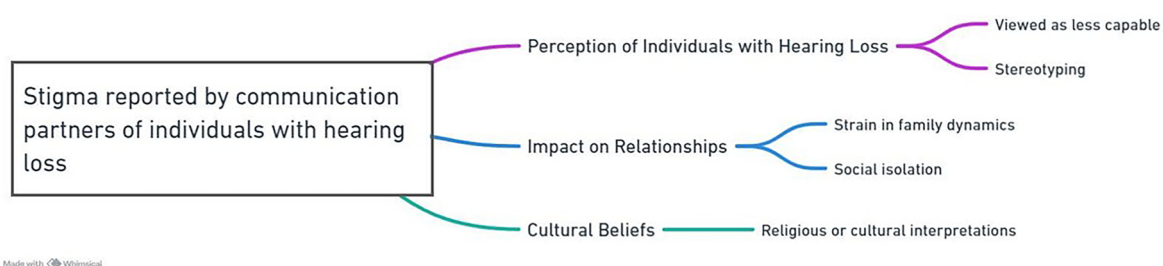 Stigma reported by communication
partners of individuals with hearing
loss
Perception of Individuals with Hearing Loss
Viewed as less capable
Stereotyping
Impact on Relationships
Strain in family dynamics
Social isolation
Cultural Beliefs
Religious or cultural interpretations
Made with Whimsical